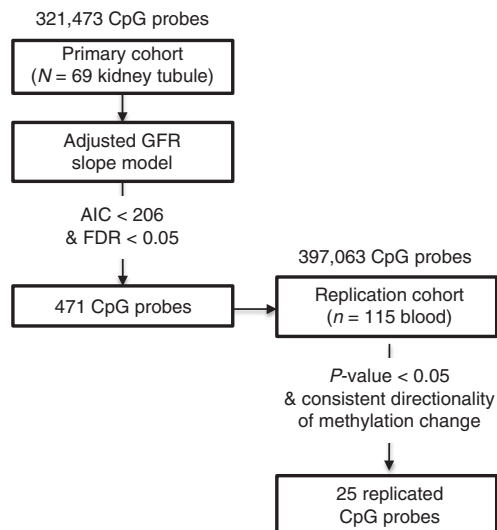 321,473 CpG probes
Primary cohort
(N = 69 kidney tubule)
Adjusted GFR
slope model
AIC < 206
& FDR < 0.05
471 CpG probes
397,063 CpG probes
Replication cohort
(n = 115 blood)
P-value < 0.05
& consistent directionality
of methylation change
25 replicated
CpG probes